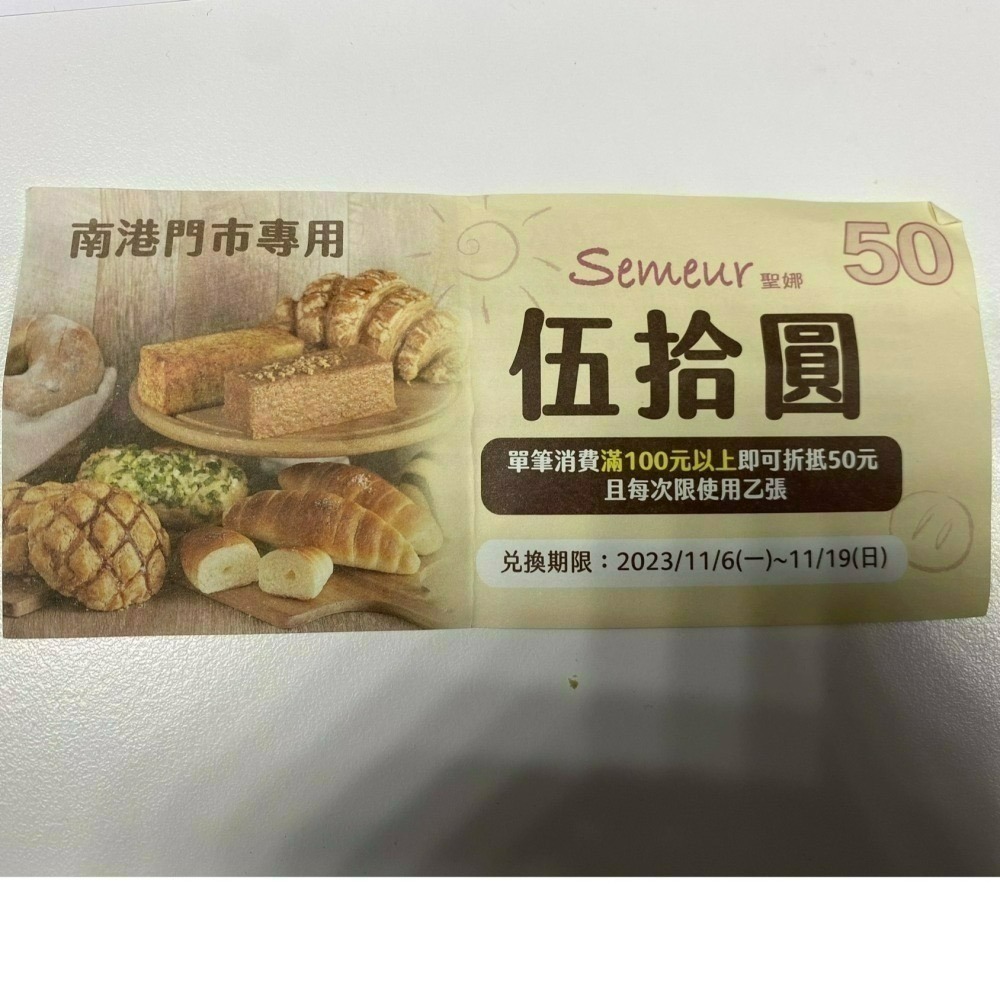 南港門市專用
Semeur 聖娜
50
伍拾圓
單筆消費滿100元以上即可折抵50元
且每次限使用乙張
兌換期限：2023/11/6(一)~11/19(日)